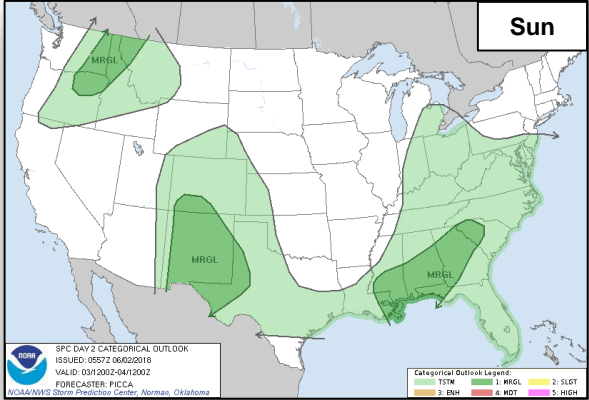 Sun
MRGL
MRGL
MRGL
SPC DAY 2 CATEGORICAL OUTLOOK
ISSUED: 0557Z 06/02/2018
VALID: 03/1200Z-04/1200Z
FORECASTER: PICCA
NOAA/NWS Storm Prediction Center, Norman, Oklahoma
NOAA
Categorical Outlook Legend:
TSTM 1: MRGL 2: SLGT
3: ENH 4: MDT 5: HIGH